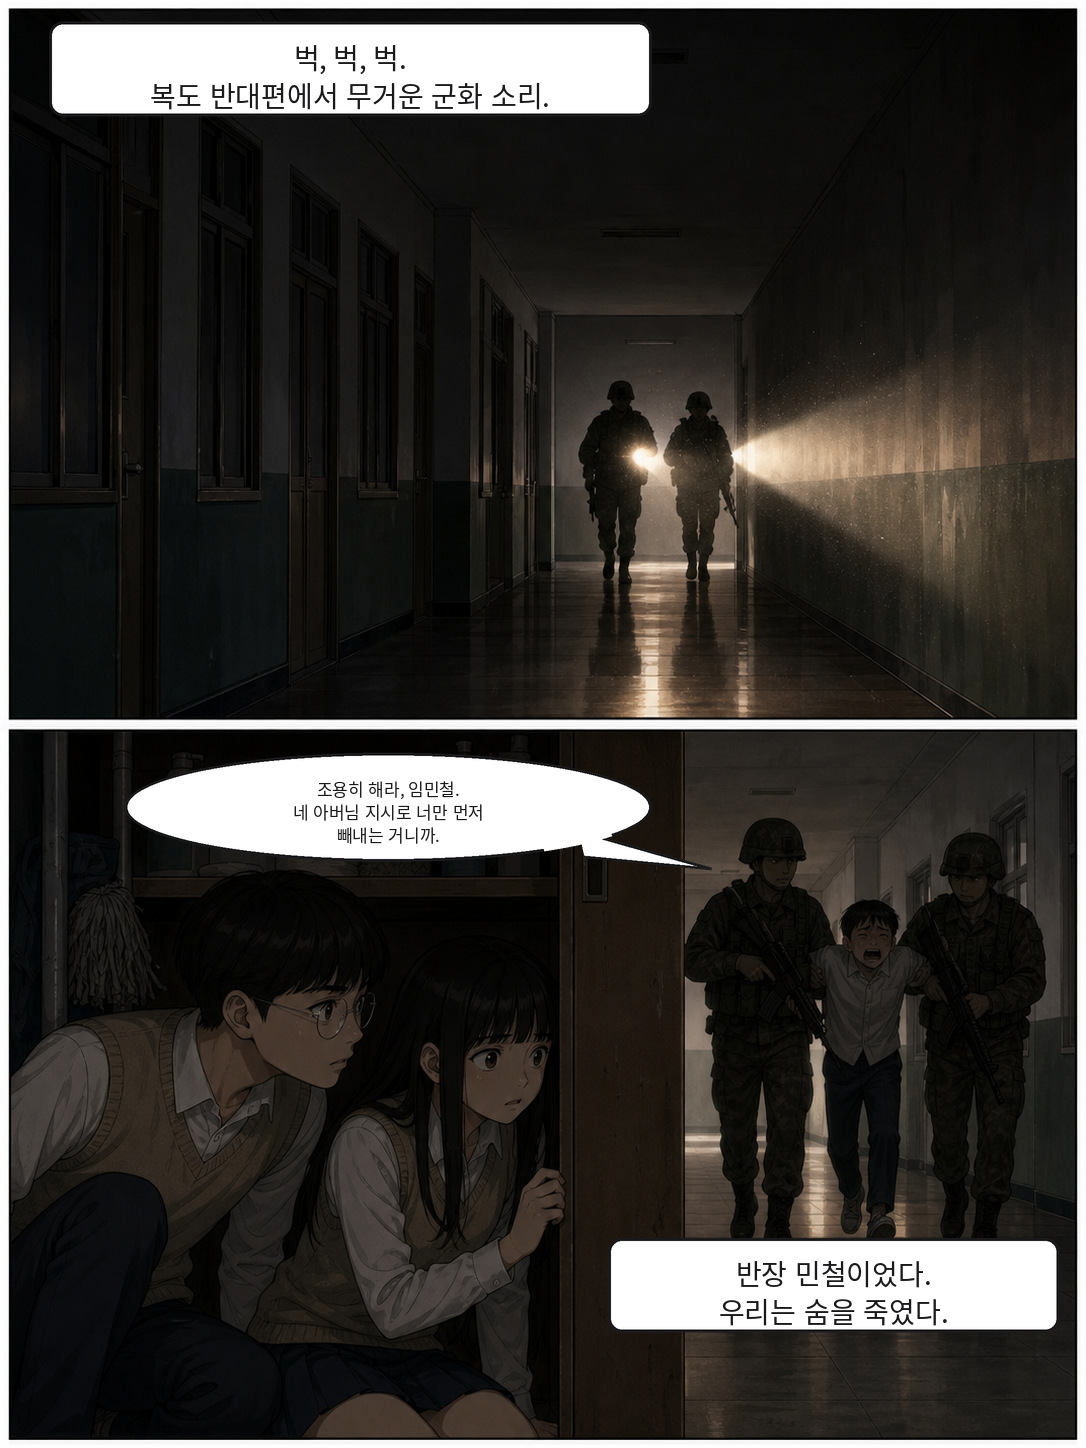 벅, 벅, 벅.
복도 반대편에서 무거운 군화 소리.
조용히 해라, 임민철.
네 아버님 지시로 너만 먼저
빼내는 거니까.
반장 민철이었다.
우리는 숨을 죽였다.